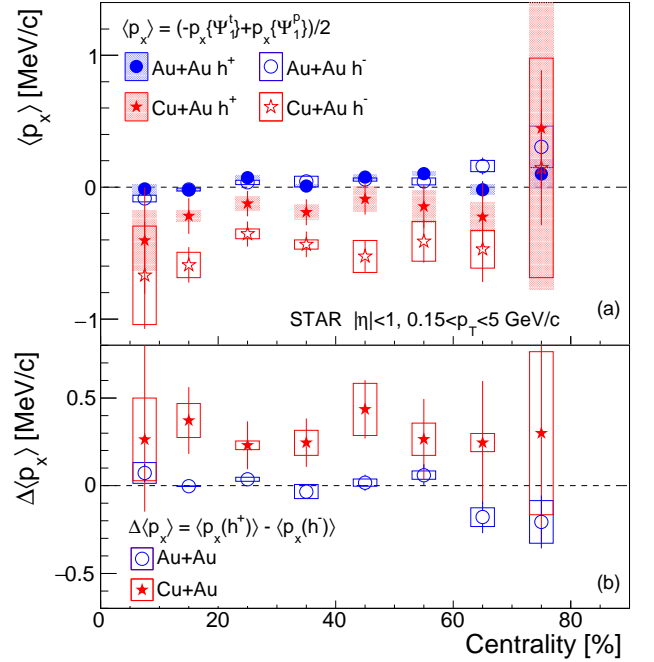 ⟨p_x⟩ [MeV/c]
1
0
−1
⟨p_x⟩ = (-p_x{Ψ_1^t}+p_x{Ψ_1^p})/2
Au+Au h^+ Au+Au h^-
Cu+Au h^+ Cu+Au h^-
STAR |η|<1, 0.15<p_T<5 GeV/c
(a)
Δ⟨p_x⟩ [MeV/c]
0.5
0
−0.5
Δ⟨p_x⟩ = ⟨p_x(h^+)⟩ - ⟨p_x(h^-)⟩
Au+Au
Cu+Au
(b)
0 20 40 60 80
Centrality [%]